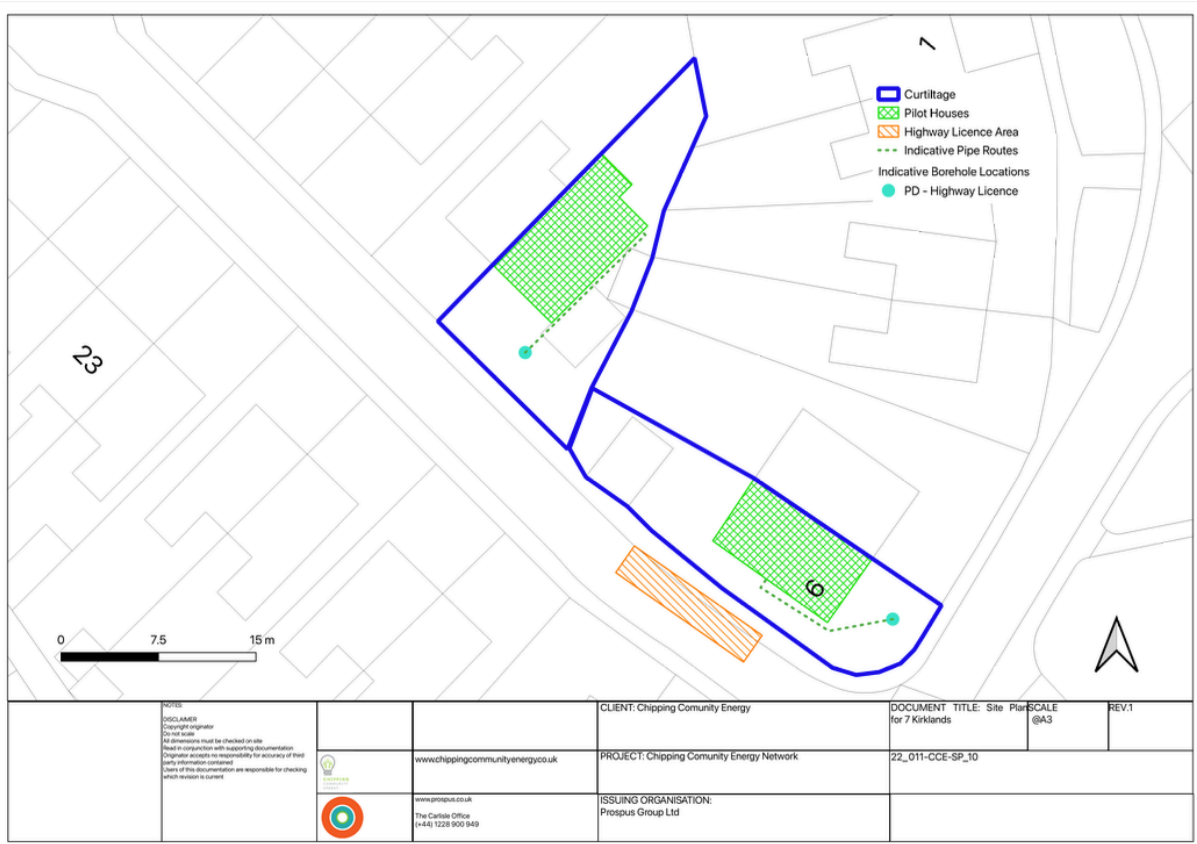 1
Curtiltage
Pilot Houses
Highway Licence Area
Indicative Pipe Routes
Indicative Borehole Locations
PD - Highway Licence
23
6
0 7.5 15 m
NOTES:
DISCLAIMER
Copyright originator
Do not scale
All dimensions must be checked on site
Read in conjunction with supporting documentation
Originator accepts no responsibility for accuracy of third
party information contained
Users of this documentation are responsible for checking
which revision is current
CHIPPING
COMMUNITY
ENERGY
www.chippingcommunityenergy.co.uk
www.prospus.co.uk
The Carlisle Office
(+44) 1228 900 949
CLIENT: Chipping Comunity Energy
PROJECT: Chipping Comunity Energy Network
ISSUING ORGANISATION:
Prospus Group Ltd
DOCUMENT TITLE: Site Plan
for 7 Kirklands
22_011-CCE-SP_10
SCALE
@A3
REV.1